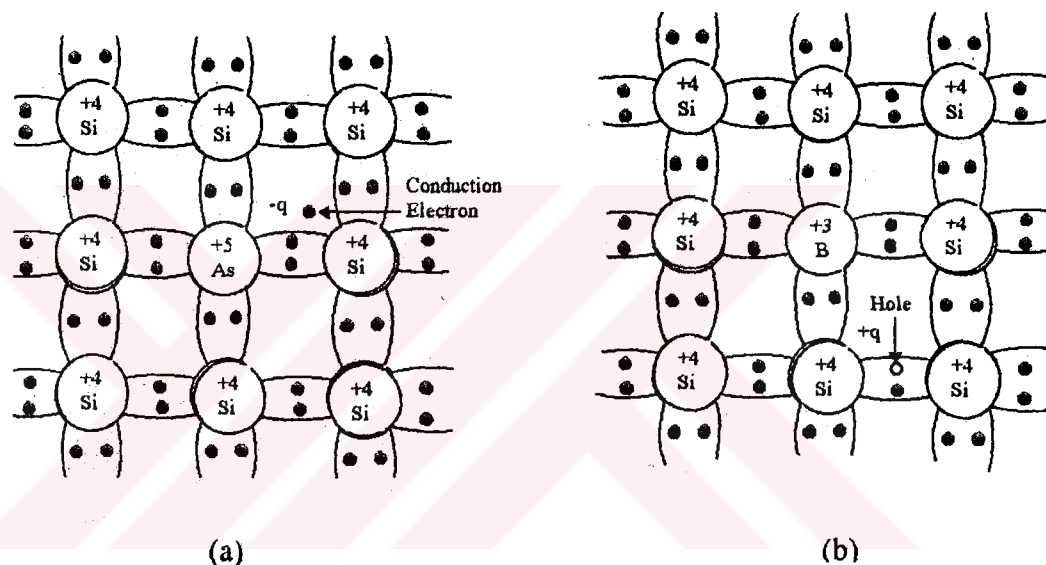 +4 Si
+4 Si
+4 Si
-q
Conduction
Electron
+4 Si
+5 As
+4 Si
+4 Si
+4 Si
+4 Si
(a)
+4 Si
+4 Si
+4 Si
+4 Si
+3 B
+4 Si
Hole
+q
+4 Si
+4 Si
+4 Si
(b)